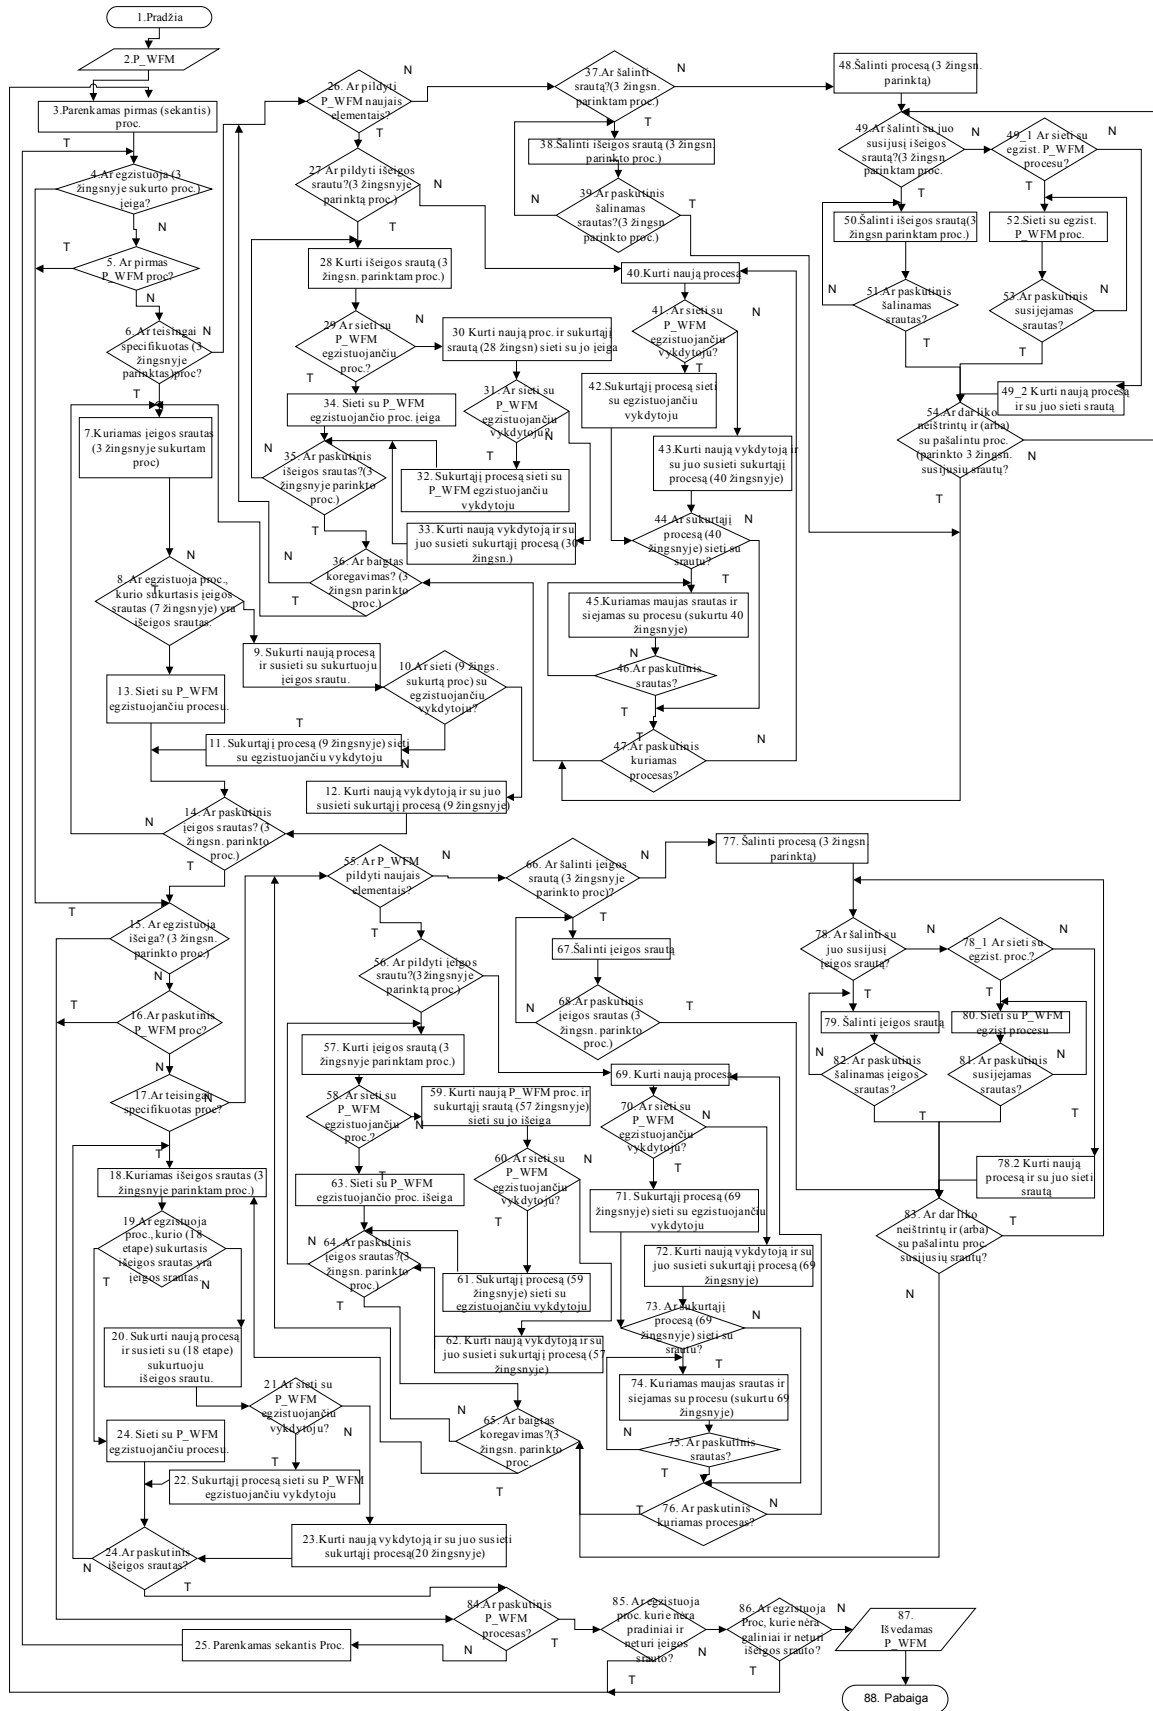 1.Pradžia
2.P_WFM
3.Parenkamas pirmas (sekantis)
proc.
T
4.Ar egzistuoja (3
žingsnyje sukurto proc.)
įeiga?
N
T
5. Ar pirmas
P_WFM proc?
N
6. Ar teisingai
specifikuotas (3
žingsnyje
parinktas)proc?
N
T
7.Kuriamas įeigos srautas
(3 žingsnyje sukurtam
proc)
N
8. Ar egzistuoja proc.,
kurio sukurtasis įeigos
srautas (7 žingsnyje) yra
išeigos srautas.
T
9. Sukurti naują procesą
ir susieti su sukurtuoju
įeigos srautu.
10. Ar sieti (9 žings.
sukurtą proc) su
egzistuojančiu
vykdytoju?
13. Sieti su P_WFM
egzistuojančiu procesu.
T
11. Sukurtąjį procesą (9 žingsnyje) sieti
su egzistuojančiu vykdytoju
N
12. Kurti naują vykdytoją ir su juo
susieti sukurtąjį procesą (9 žingsnyje)
14. Ar paskutinis
įeigos srautas? (3
žingsn. parinkto
proc.)
N
T
26. Ar pildyti
P_WFM naujais
elementais?
N
T
27 Ar pildyti išeigos
srautu?(3 žingsnyje
parinktą proc.)
N
T
28 Kurti išeigos srautą (3
žingsn. parinktam proc.)
29 Ar sieti su
P_WFM
egzistuojančiu
proc.?
N
T
30 Kurti naują proc. ir sukurtąjį
srautą (28 žingsn) sieti su jo įeiga
31. Ar sieti su
P_WFM
egzistuojančiu
vykdytoju?
T
N
34. Sieti su P_WFM
egzistuojančio proc. įeiga
N
35. Ar paskutinis
išeigos srautas?(3
žingsnyje parinkto
proc.)
T
32. Sukurtąjį procesą sieti su
P_WFM egzistuojančiu
vykdytoju
33. Kurti naują vykdytoją ir su
juo susieti sukurtąjį procesą (30
žingsn.)
N
36. Ar baigtas
koregavimas? (3
žingsn parinkto
proc.)
T
37. Ar šalinti
srautą?(3 žingsn.
parinktam proc.)
N
T
38.Šalinti išeigos srautą (3 žingsn.
parinkto proc.)
39. Ar paskutinis
šalinamas
srautas?(3 žingsn
parinkto proc.)
N
T
40.Kurti naują procesą
41. Ar sieti su
P_WFM
egzistuojančiu
vykdytoju?
N
T
42.Sukurtąjį procesą sieti
su egzistuojančiu
vykdytoju
43.Kurti naują vykdytoją ir
su juo susieti sukurtąjį
procesą (40 žingsnyje)
44. Ar sukurtąjį
procesą (40
žingsnyje) sieti su
srautu?
N
T
45.Kuriamas maujas srautas ir
siejamas su procesu (sukurtu 40
žingsnyje)
N
46.Ar paskutinis
srautas?
T
47.Ar paskutinis
kuriamas
procesas?
T
N
48.Šalinti procesą (3 žingsn.
parinktą)
49.Ar šalinti su juo
susijusį išeigos
srautą?(3 žingsn
parinktam proc.
N
T
49_1 Ar sieti su
egzist. P_WFM
procesu?
N
T
50.Šalinti išeigos srautą(3
žingsn parinktam proc.)
52.Sieti su egzist.
P_WFM proc.
N
51.Ar paskutinis
šalinamas
srautas?
T
53.Ar paskutinis
susijejamas
srautas?
N
T
49_2 Kurti naują procesą
ir su juo sieti srautą
54.Ar dar liko
neištrintų ir (arba)
su pašalintu proc.
(parinkto 3 žingsn.
susijusių srautų?
N
T
T
15. Ar egzistuoja
išeiga? (3 žingsn.
parinkto proc.)
N
T
16. Ar paskutinis
P_WFM proc?
N
17.Ar teisingai
specifikuotas proc?
N
T
18.Kuriamas išeigos srautas (3
žingsnyje parinktam proc.)
19.Ar egzistuoja
proc., kurio (18
etape) sukurtasis
išeigos srautas yra
įeigos srautas.
T
N
20. Sukurti naują procesą
ir susieti su (18 etape)
sukurtuoju
išeigos srautu.
21.Ar sieti su
P_WFM
egzistuojančiu
vykdytoju?
N
T
24. Sieti su P_WFM
egzistuojančiu procesu.
22. Sukurtąjį procesą sieti su P_WFM
egzistuojančiu vykdytoju
23.Kurti naują vykdytoją ir su juo susieti
sukurtąjį procesą(20 žingsnyje)
24.Ar paskutinis
išeigos srautas?
N
T
55. Ar P_WFM
pildyti naujais
elementais?
N
T
56. Ar pildyti įeigos
srautu?(3žingsnyje
parinktą proc.)
N
T
57. Kurti įeigos srautą (3
žingsnyje parinktam proc.)
58. Ar sieti su
P_WFM
egzistuojančiu
proc.?
N
T
59. Kurti naują P_WFM proc. ir
sukurtąjį srautą (57 žingsnyje)
sieti su jo išeiga
60. Ar sieti su
P_WFM
egzistuojančiu
vykdytoju?
N
T
63. Sieti su P_WFM
egzistuojančio proc. išeiga
N
64. Ar paskutinis
įeigos srautas?(3
žingsn. parinkto
proc.)
T
61. Sukurtąjį procesą (59
žingsnyje) sieti su
egzistuojančiu vykdytoju
62. Kurti naują vykdytoją ir su
juo susieti sukurtąjį procesą (57
žingsnyje)
N
65. Ar baigtas
koregavimas?(3
žingsn. parinkto
proc.
T
66. Ar šalinti įeigos
srautą (3 žingsnyje
parinkto proc)?
N
T
67.Šalinti įeigos srautą
68. Ar paskutinis
įeigos srautas (3
žingsn. parinkto
proc.)
N
T
69. Kurti naują procesą
70. Ar sieti su
P_WFM
egzistuojančiu
vykdytoju?
N
T
71. Sukurtąjį procesą (69
žingsnyje) sieti su egzistuojančiu
vykdytoju
72. Kurti naują vykdytoją ir su
juo susieti sukurtąjį procesą (69
žingsnyje)
73. Ar sukurtąjį
procesą (69
žingsnyje) sieti su
srautu?
N
T
74. Kuriamas maujas srautas ir
siejamas su procesu (sukurtu 69
žingsnyje)
N
75. Ar paskutinis
srautas?
T
76. Ar paskutinis
kuriamas procesas?
T
N
77. Šalinti procesą (3 žingsn.
parinktą)
78. Ar šalinti su
juo susijusį
įeigos srautą?
N
T
78_1 Ar sieti su
egzist. proc.?
N
T
79. Šalinti įeigos srautą
80. Sieti su P_WFM
egzist procesu
N
82. Ar paskutinis
šalinamas įeigos
srautas?
T
81. Ar paskutinis
susijejamas
srautas?
N
T
78.2 Kurti naują
procesą ir su juo sieti
srautą
83. Ar dar liko
neištrintų ir (arba)
su pašalintu proc.
susijusių srautų?
T
N
84.Ar paskutinis
P_WFM
procesas?
N
T
25. Parenkamas sekantis Proc.
85. Ar egzistuoja
proc. kurie nėra
pradiniai ir
neturi įeigos
srauto?
N
T
86. Ar egzistuoja
Proc, kurie nėra
galiniai ir neturi
išeigos srauto?
N
T
87.
Išvedamas
P_WFM
88. Pabaiga